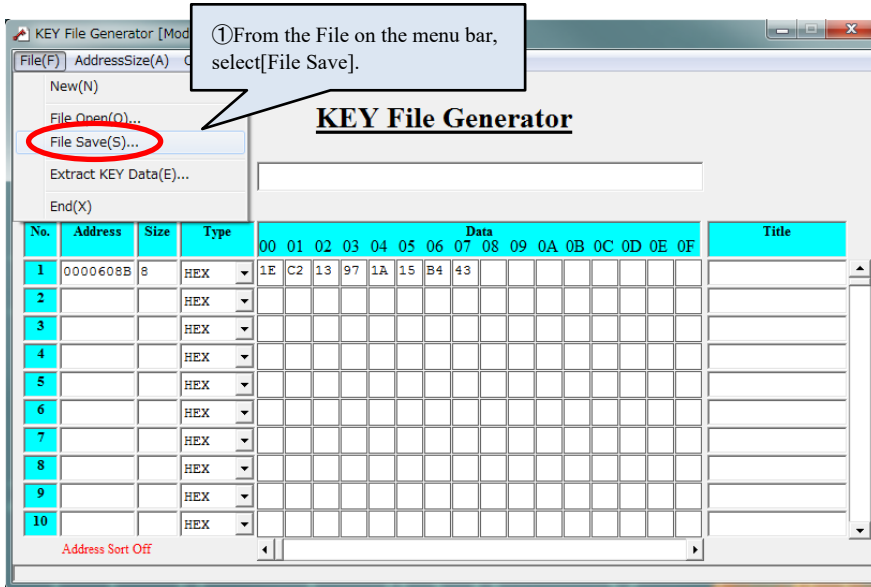 KEY File Generator [Mod
①From the File on the menu bar,
select[File Save].
File(F) AddressSize(A)
New(N)
File Open(O)...
File Save(S)...
Extract KEY Data(E)...
End(X)
KEY File Generator
No. Address Size Type Data Title
00 01 02 03 04 05 06 07 08 09 0A 0B 0C 0D 0E 0F
1 0000608B 8 HEX 1E C2 13 97 1A 15 B4 43
2 HEX
3 HEX
4 HEX
5 HEX
6 HEX
7 HEX
8 HEX
9 HEX
10 HEX
Address Sort Off